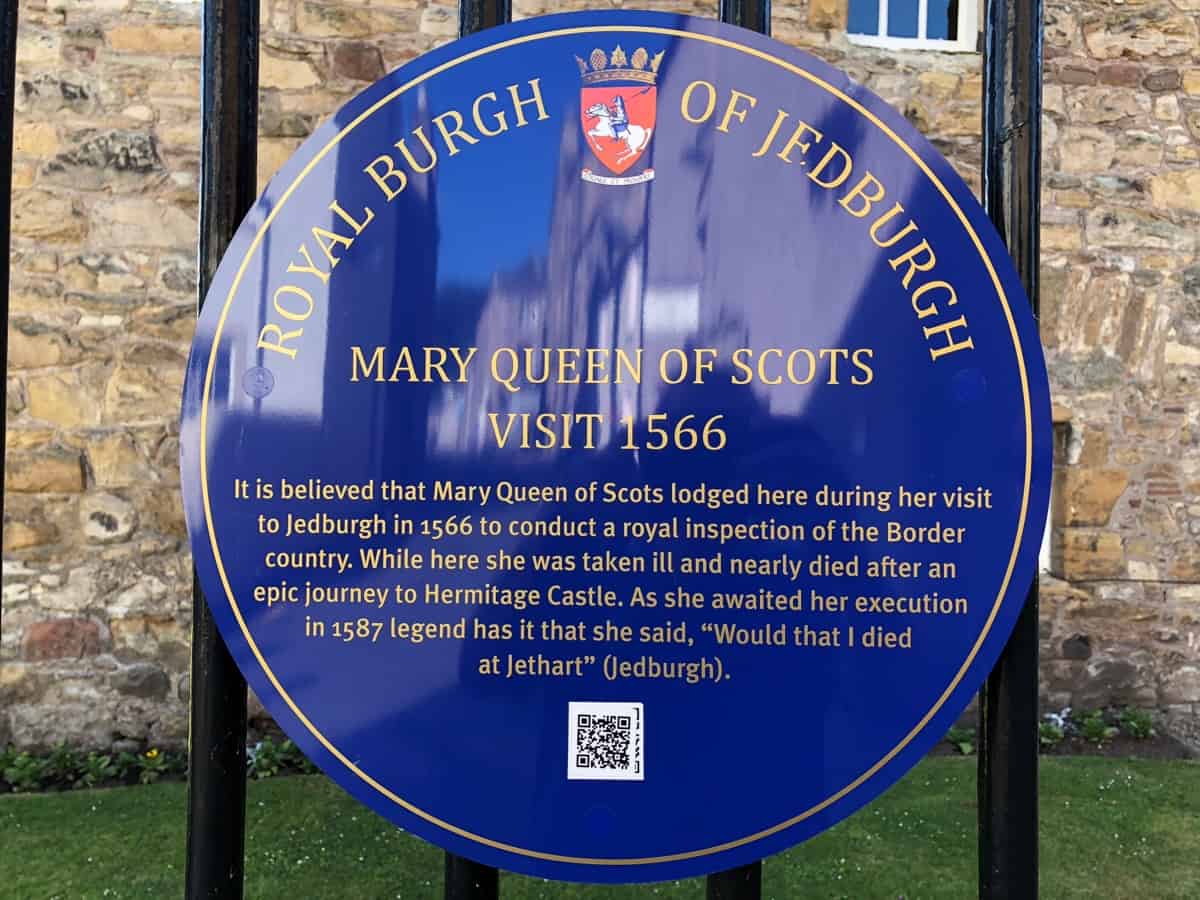 ROYAL BURGH OF JEDBURGH
MARY QUEEN OF SCOTS
VISIT 1566
It is believed that Mary Queen of Scots lodged here during her visit
to Jedburgh in 1566 to conduct a royal inspection of the Border
country. While here she was taken ill and nearly died after an
epic journey to Hermitage Castle. As she awaited her execution
in 1587 legend has it that she said, “Would that I died
at Jethart” (Jedburgh).